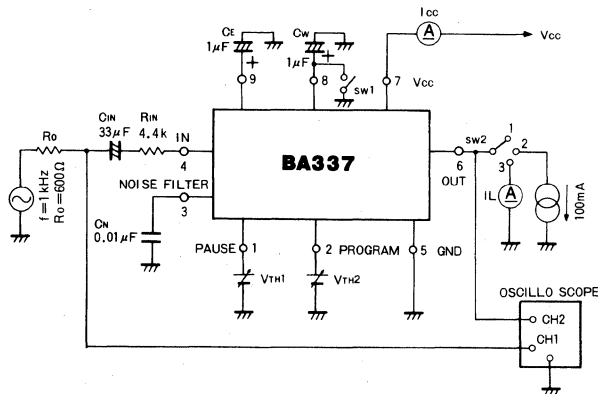 Icc
A
Vcc
CE
1μF
+
9
Cw
1μF
+
8
sw1
7
Vcc
CIN
33μF
RIN
4.4k
IN
4
Ro
BA337
6
OUT
sw2
1
2
3
IL
A
100mA
f=1kHz
Ro=600Ω
NOISE FILTER
3
CN
0.01μF
PAUSE 1
2 PROGRAM
5 GND
VTH1
VTH2
OSCILLO SCOPE
CH2
CH1